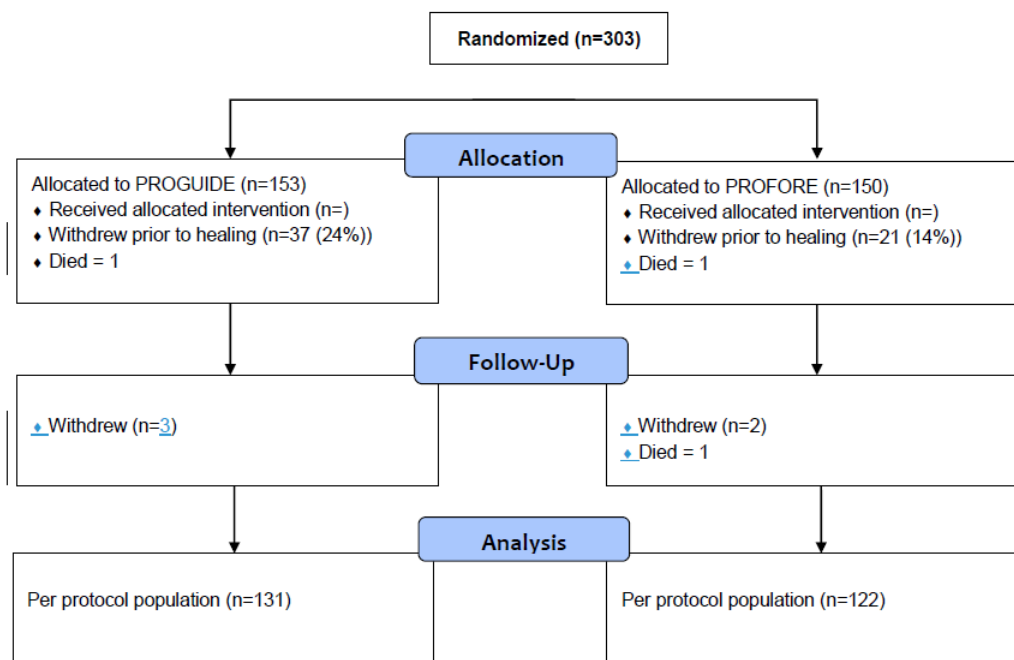 Randomized (n=303)
Allocation
Allocated to PROGUIDE (n=153)
♦ Received allocated intervention (n=)
♦ Withdrew prior to healing (n=37 (24%))
♦ Died = 1
Allocated to PROFORE (n=150)
♦ Received allocated intervention (n=)
♦ Withdrew prior to healing (n=21 (14%))
♦ Died = 1
Follow-Up
♦ Withdrew (n=3)
♦ Withdrew (n=2)
♦ Died = 1
Analysis
Per protocol population (n=131)
Per protocol population (n=122)